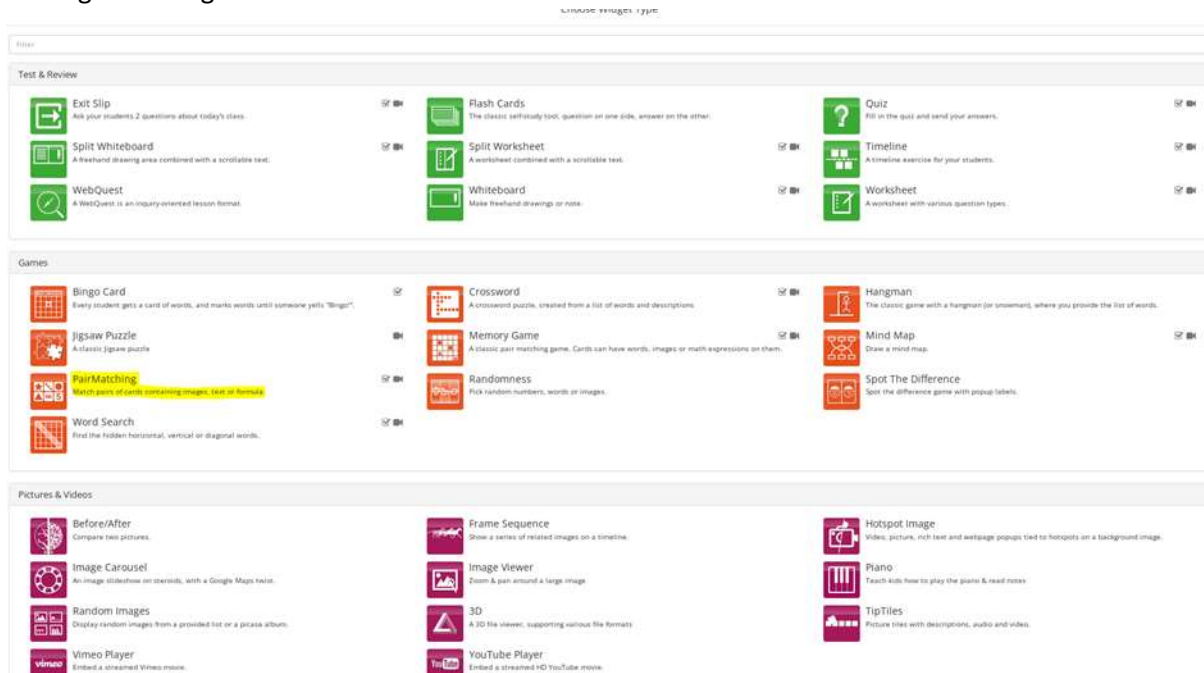 Choose Widget Type
Filter
Test & Review
Exit Slip
Ask your students 2 questions about today's class.
Flash Cards
The classic selfstudy tool, question on one side, answer on the other.
Quiz
Fill in the quiz and send your answers.
Split Whiteboard
A freehand drawing area combined with a scrollable text.
Split Worksheet
A worksheet combined with a scrollable text.
Timeline
A timeline exercise for your students.
WebQuest
A WebQuest is an inquiry-oriented lesson format.
Whiteboard
Make freehand drawings or note.
Worksheet
A worksheet with various question types.
Games
Bingo Card
Every student gets a card of words, and marks words until someone yells "Bingo!".
Crossword
A crossword puzzle, created from a list of words and descriptions
Hangman
The classic game with a hangman (or snowman), where you provide the list of words.
Jigsaw Puzzle
A classic Jigsaw puzzle
Memory Game
A classic pair matching game. Cards can have words, images or math expressions on them.
Mind Map
Draw a mind map.
PairMatching
Match pairs of cards containing images, text or formula
Randomness
Pick random numbers, words or images.
Spot The Difference
Spot the difference game with popup labels.
Word Search
Find the hidden horizontal, vertical or diagonal words.
Pictures & Videos
Before/After
Compare two pictures.
Frame Sequence
Show a series of related images on a timeline.
Hotspot Image
Video, picture, rich text and webpage popups tied to hotspots on a background image.
Image Carousel
An image slideshow on steroids, with a Google Maps twist.
Image Viewer
Zoom & pan around a large image
Piano
Teach kids how to play the piano & read notes
Random Images
Display random images from a provided list or a picasa album.
3D
A 3D file viewer, supporting various file formats
TipTiles
Picture tiles with descriptions, audio and video.
vimeo
Vimeo Player
Embed a streamed Vimeo movie.
YouTube
YouTube Player
Embed a streamed HD YouTube movie.